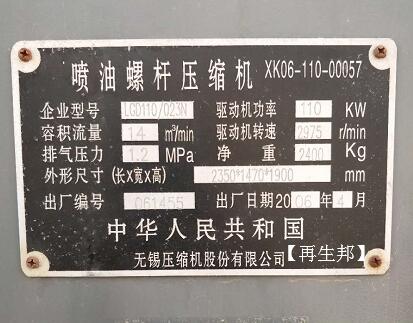 喷油螺杆压缩机 XK06-110-00057
企业型号 LGD110/023N 驱动机功率 110 KW
容积流量 14 m³/min 驱动机转速 2975 r/min
排气压力 1.2 MPa 净重 2400 Kg
外形尺寸(长X宽X高) 2350*1470*1900 mm
出厂编号 061455 出厂日期2006年4月
中华人民共和国
无锡压缩机股份有限公司
【再生邦】